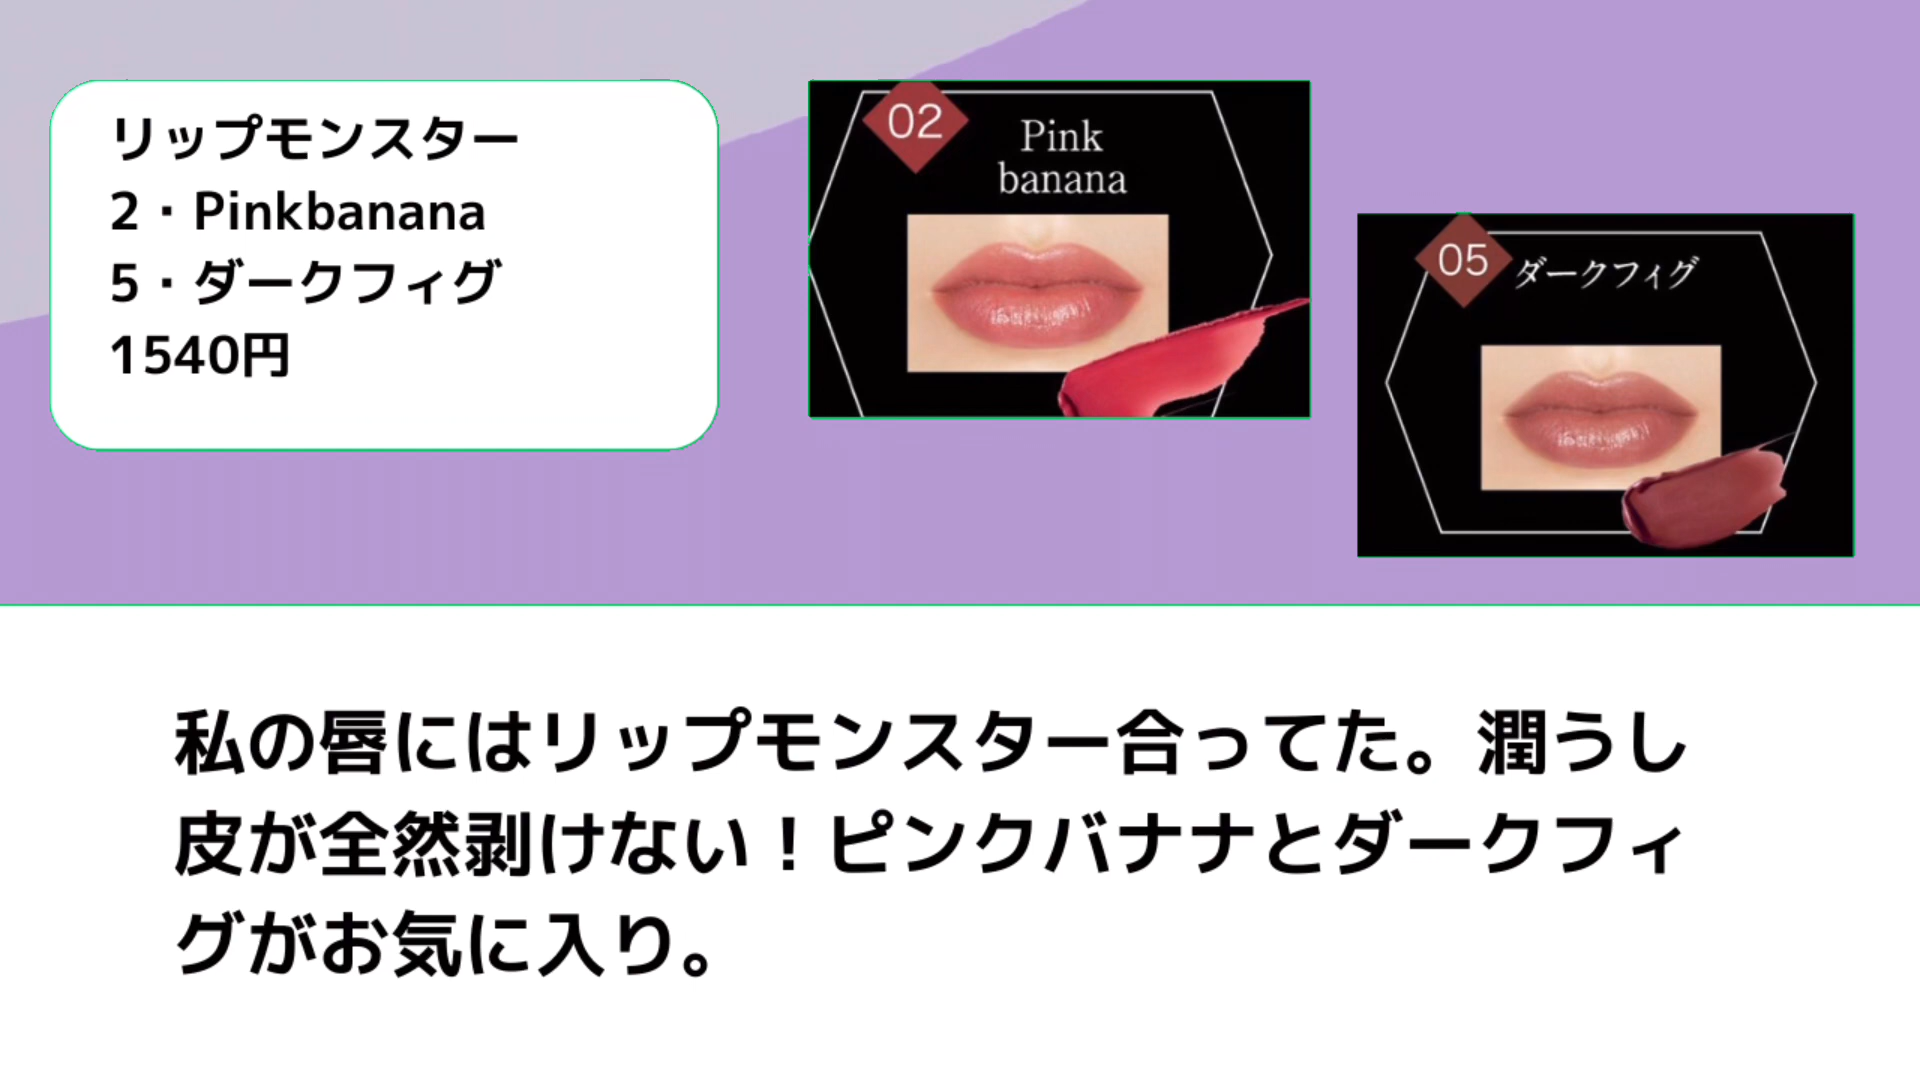 リップモンスター
2・Pinkbanana
5・ダークフィグ
1540円
02
Pink
banana
05
ダークフィグ
私の唇にはリップモンスター合ってた。潤うし
皮が全然剥けない！ピンクバナナとダークフィ
グがお気に入り。